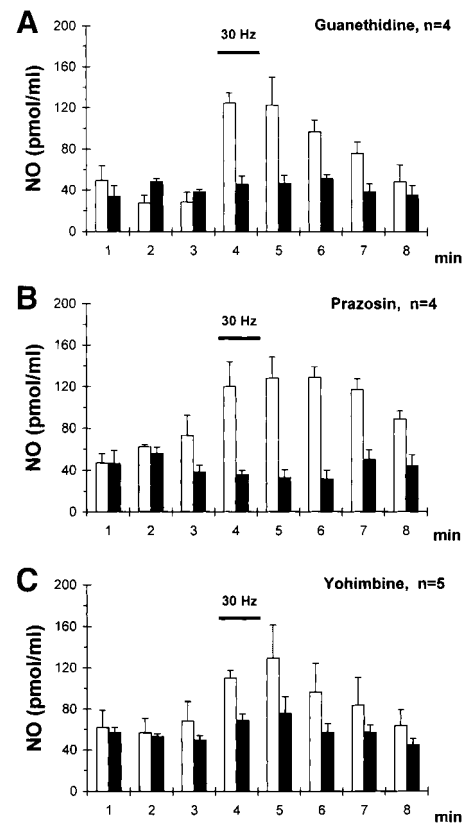 A
Guanethidine, n=4
30 Hz
NO (pmol/ml)
200
160
120
80
40
0
1 2 3 4 5 6 7 8 min
B
Prazosin, n=4
30 Hz
NO (pmol/ml)
200
160
120
80
40
0
1 2 3 4 5 6 7 8 min
C
Yohimbine, n=5
30 Hz
NO (pmol/ml)
200
160
120
80
40
0
1 2 3 4 5 6 7 8 min